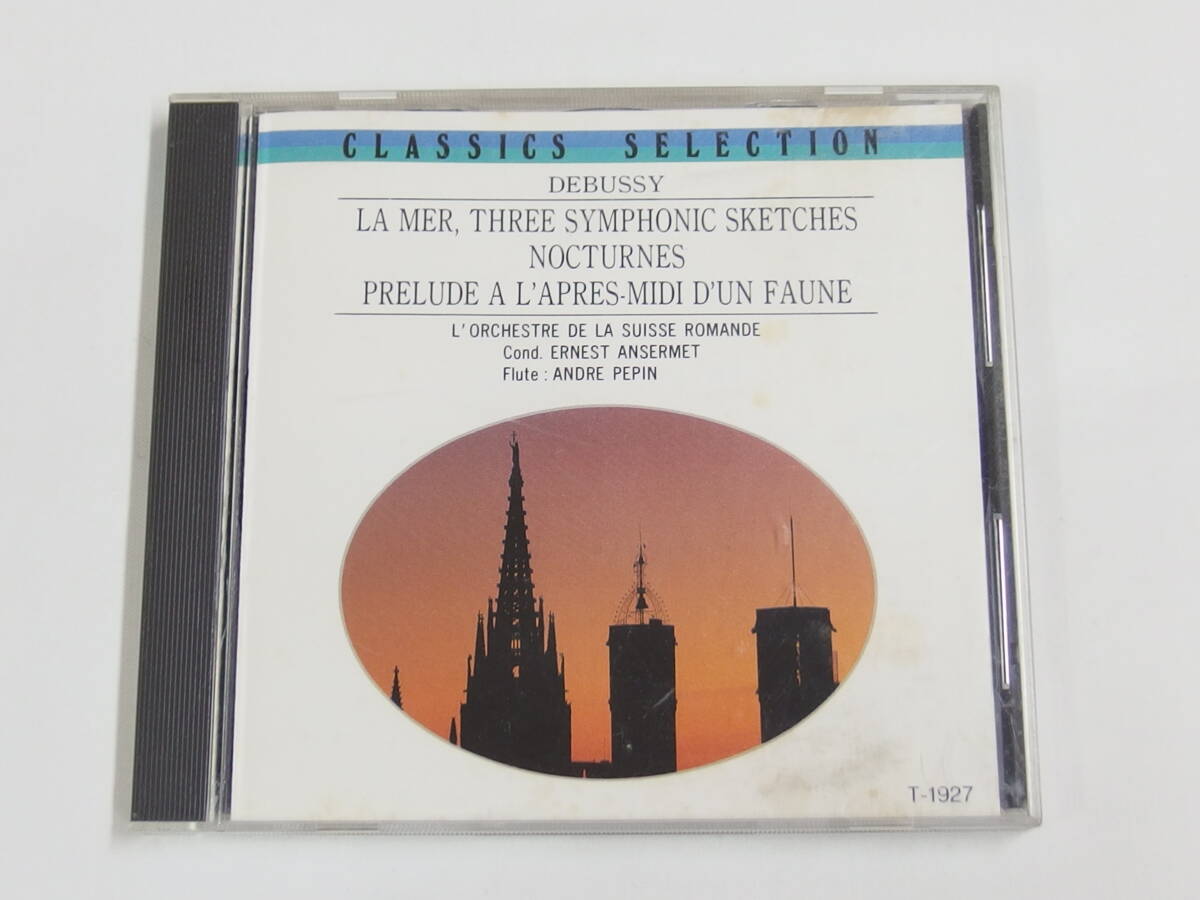 CLASSICS SELECTION
DEBUSSY
LA MER, THREE SYMPHONIC SKETCHES
NOCTURNES
PRELUDE A L'APRES-MIDI D'UN FAUNE
L'ORCHESTRE DE LA SUISSE ROMANDE
Cond. ERNEST ANSERMET
Flute : ANDRE PEPIN
T-1927